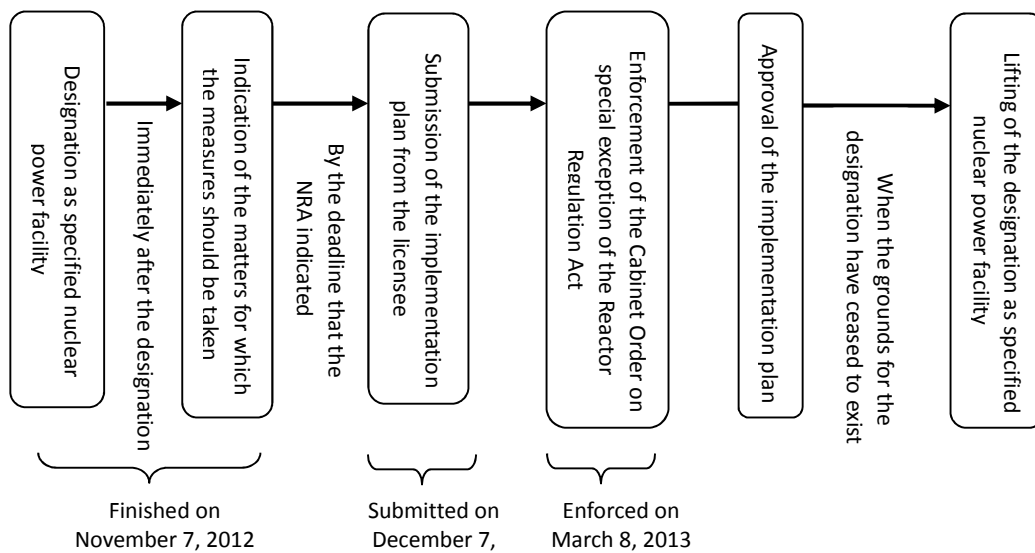 Designation as specified nuclear
power facility
Immediately after the designation
Indication of the matters for which
the measures should be taken
By the deadline that the
NRA indicated
Submission of the implementation
plan from the licensee
Enforcement of the Cabinet Order on
special exception of the Reactor
Regulation Act
Approval of the implementation plan
When the grounds for the
designation have ceased to exist
Lifting of the designation as specified
nuclear power facility
Finished on
November 7, 2012
Submitted on
December 7,
Enforced on
March 8, 2013